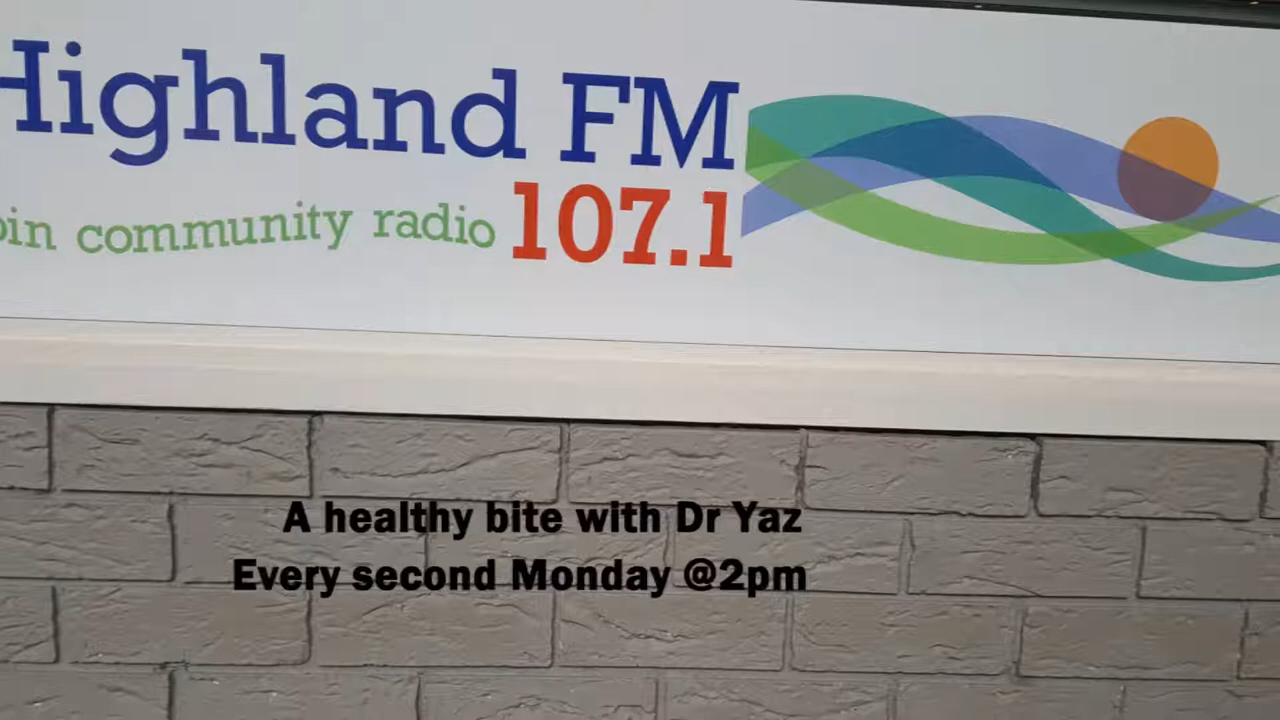 Highland FM
community radio 107.1
A healthy bite with Dr Yaz
Every second Monday @2pm